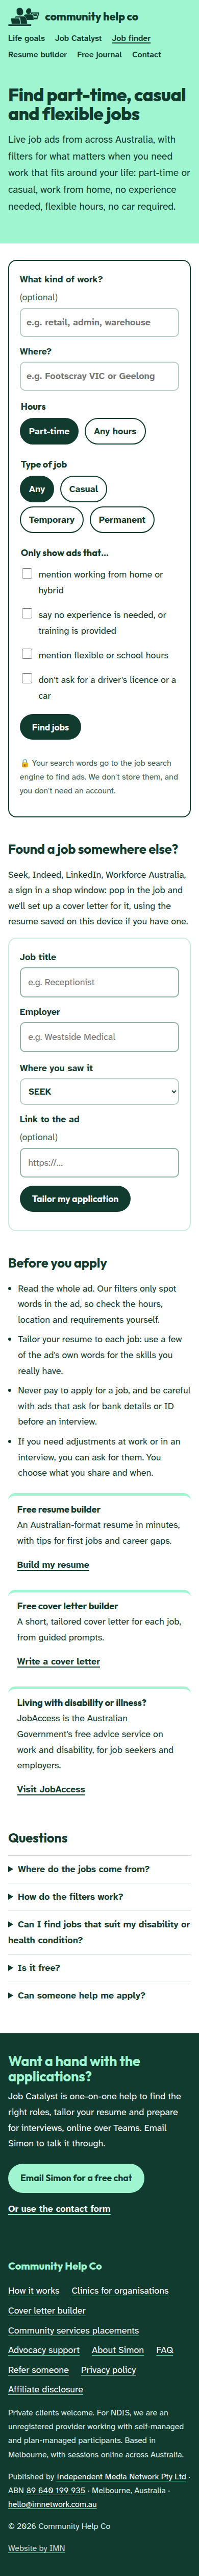 community help co
Life goals Job Catalyst Job finder
Resume builder Free journal Contact
Find part-time, casual
and flexible jobs
Live job ads from across Australia, with
filters for what matters when you need
work that fits around your life: part-time or
casual, work from home, no experience
needed, flexible hours, no car required.
What kind of work?
(optional)
e.g. retail, admin, warehouse
Where?
e.g. Footscray VIC or Geelong
Hours
Part-time Any hours
Type of job
Any Casual
Temporary Permanent
Only show ads that...
mention working from home or
hybrid
say no experience is needed, or
training is provided
mention flexible or school hours
don't ask for a driver's licence or a
car
Find jobs
🔒 Your search words go to the job search
engine to find ads. We don't store them, and
you don't need an account.
Found a job somewhere else?
Seek, Indeed, LinkedIn, Workforce Australia,
a sign in a shop window: pop in the job and
we'll set up a cover letter for it, using the
resume saved on this device if you have one.
Job title
e.g. Receptionist
Employer
e.g. Westside Medical
Where you saw it
SEEK
Link to the ad
(optional)
https://...
Tailor my application
Before you apply
• Read the whole ad. Our filters only spot
words in the ad, so check the hours,
location and requirements yourself.
• Tailor your resume to each job: use a few
of the ad's own words for the skills you
really have.
• Never pay to apply for a job, and be careful
with ads that ask for bank details or ID
before an interview.
• If you need adjustments at work or in an
interview, you can ask for them. You
choose what you share and when.
Free resume builder
An Australian-format resume in minutes,
with tips for first jobs and career gaps.
Build my resume
Free cover letter builder
A short, tailored cover letter for each job,
from guided prompts.
Write a cover letter
Living with disability or illness?
JobAccess is the Australian
Government's free advice service on
work and disability, for job seekers and
employers.
Visit JobAccess
Questions
Where do the jobs come from?
How do the filters work?
Can I find jobs that suit my disability or
health condition?
Is it free?
Can someone help me apply?
Want a hand with the
applications?
Job Catalyst is one-on-one help to find the
right roles, tailor your resume and prepare
for interviews, online over Teams. Email
Simon to talk it through.
Email Simon for a free chat
Or use the contact form
Community Help Co
How it works Clinics for organisations
Cover letter builder
Community services placements
Advocacy support About Simon FAQ
Refer someone Privacy policy
Affiliate disclosure
Private clients welcome. For NDIS, we are an
unregistered provider working with self-managed
and plan-managed participants. Based in
Melbourne, with sessions online across Australia.
Published by Independent Media Network Pty Ltd ·
ABN 89 640 199 935 · Melbourne, Australia ·
hello@imnetwork.com.au
© 2026 Community Help Co
Website by IMN